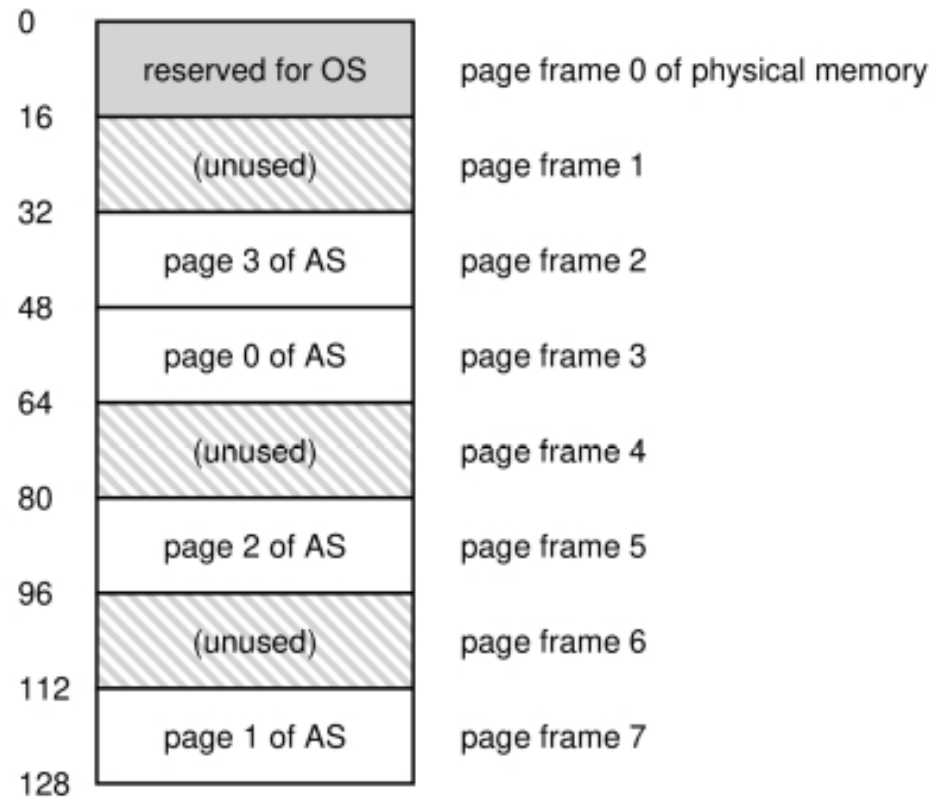 0
reserved for OS page frame 0 of physical memory
16
(unused) page frame 1
32
page 3 of AS page frame 2
48
page 0 of AS page frame 3
64
(unused) page frame 4
80
page 2 of AS page frame 5
96
(unused) page frame 6
112
page 1 of AS page frame 7
128